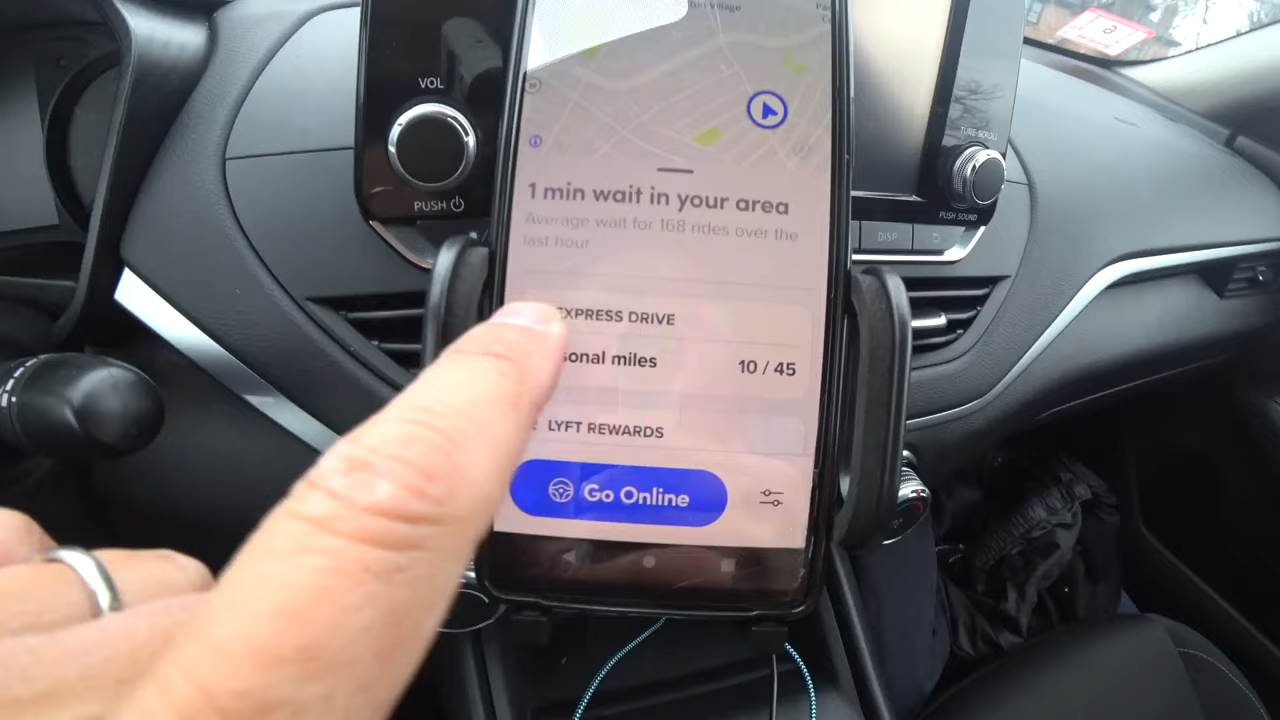 VOL
PUSH
TUNE·SCROLL
PUSH SOUND
DISP
Village
1 min wait in your area
Average wait for 168 rides over the
last hour
EXPRESS DRIVE
sonal miles
10 / 45
LYFT REWARDS
Go Online